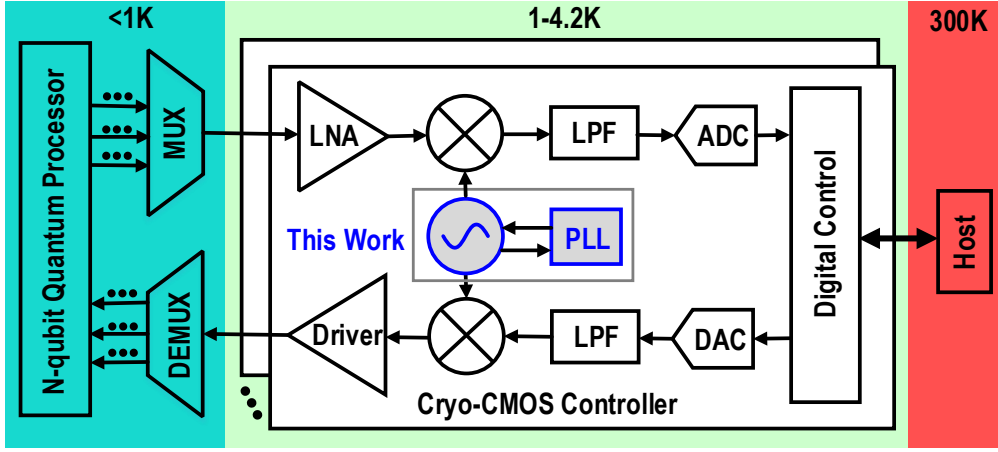 <1K
1-4.2K
300K
N-qubit Quantum Processor
MUX
LNA
LPF
ADC
Digital Control
Host
This Work
PLL
DEMUX
Driver
LPF
DAC
Cryo-CMOS Controller